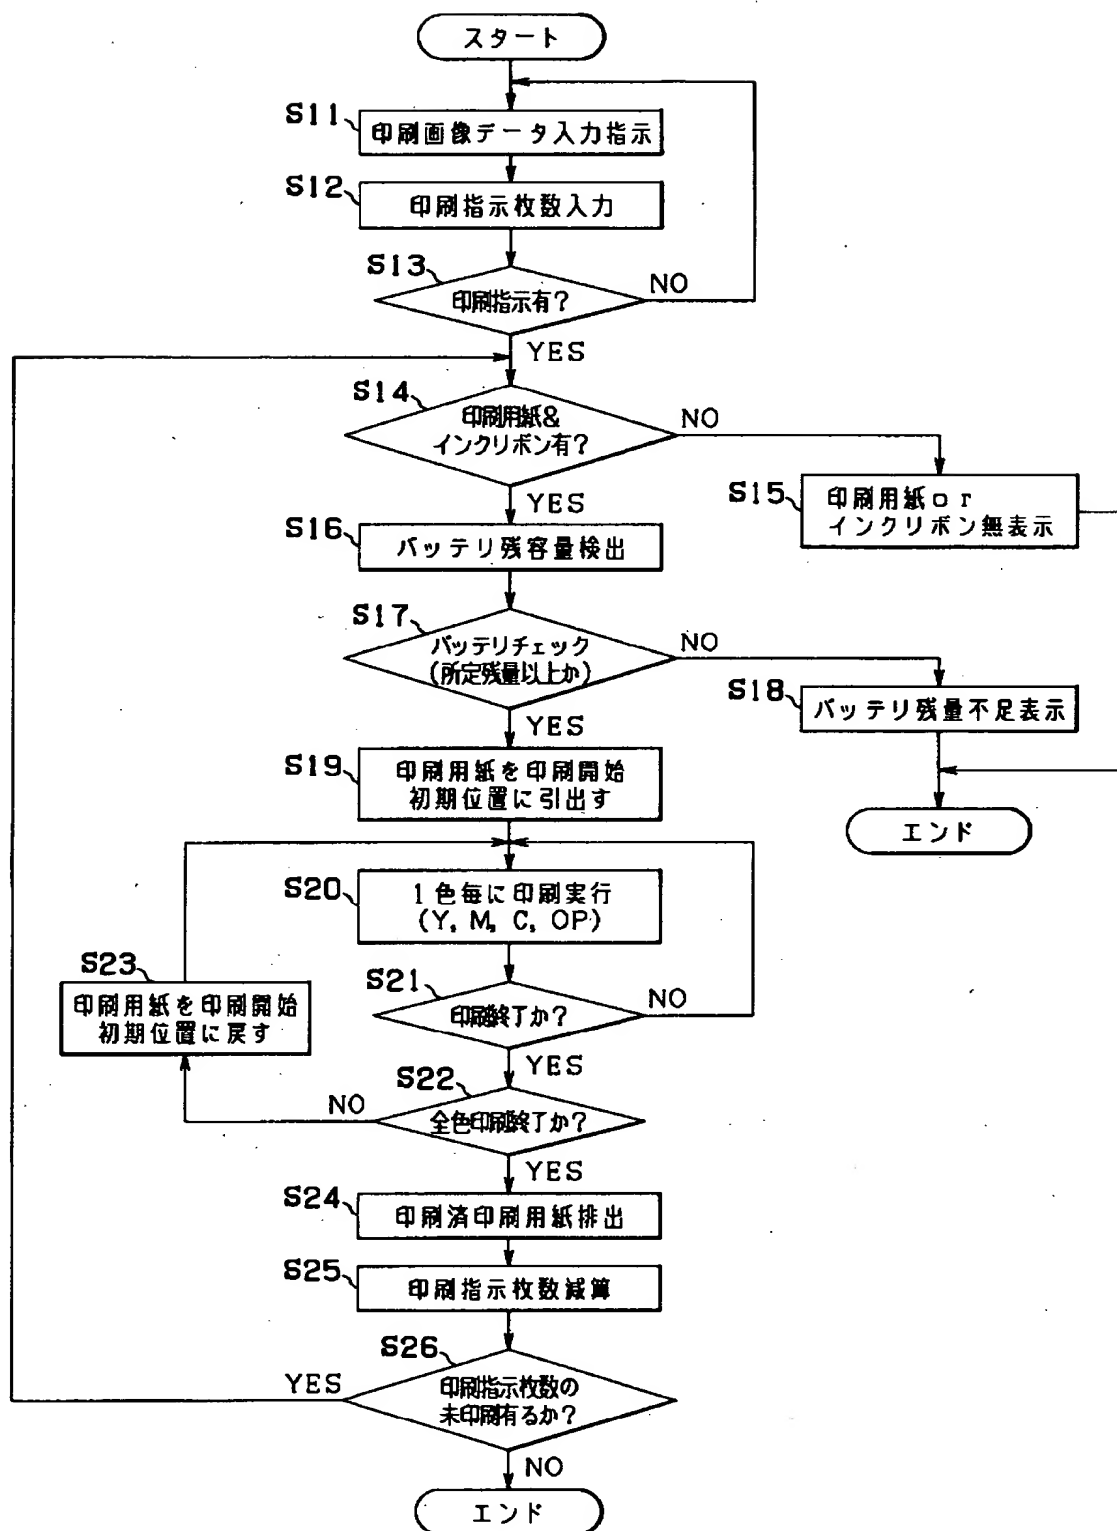 スタート
S11
印刷画像データ入力指示
S12
印刷指示枚数入力
S13
印刷指示有?
NO
YES
S14
印刷用紙&
インクリボン有?
NO
YES
S15
印刷用紙or
インクリボン無表示
S16
バッテリ残容量検出
S17
バッテリチェック
(所定残量以上か)
NO
YES
S18
バッテリ残量不足表示
エンド
S19
印刷用紙を印刷開始
初期位置に引出す
S20
1色毎に印刷実行
(Y, M, C, OP)
S23
印刷用紙を印刷開始
初期位置に戻す
S21
印刷終了か?
NO
YES
S22
全色印刷終了か?
NO
YES
S24
印刷済印刷用紙排出
S25
印刷指示枚数減算
S26
印刷指示枚数の
未印刷有るか?
YES
NO
エンド